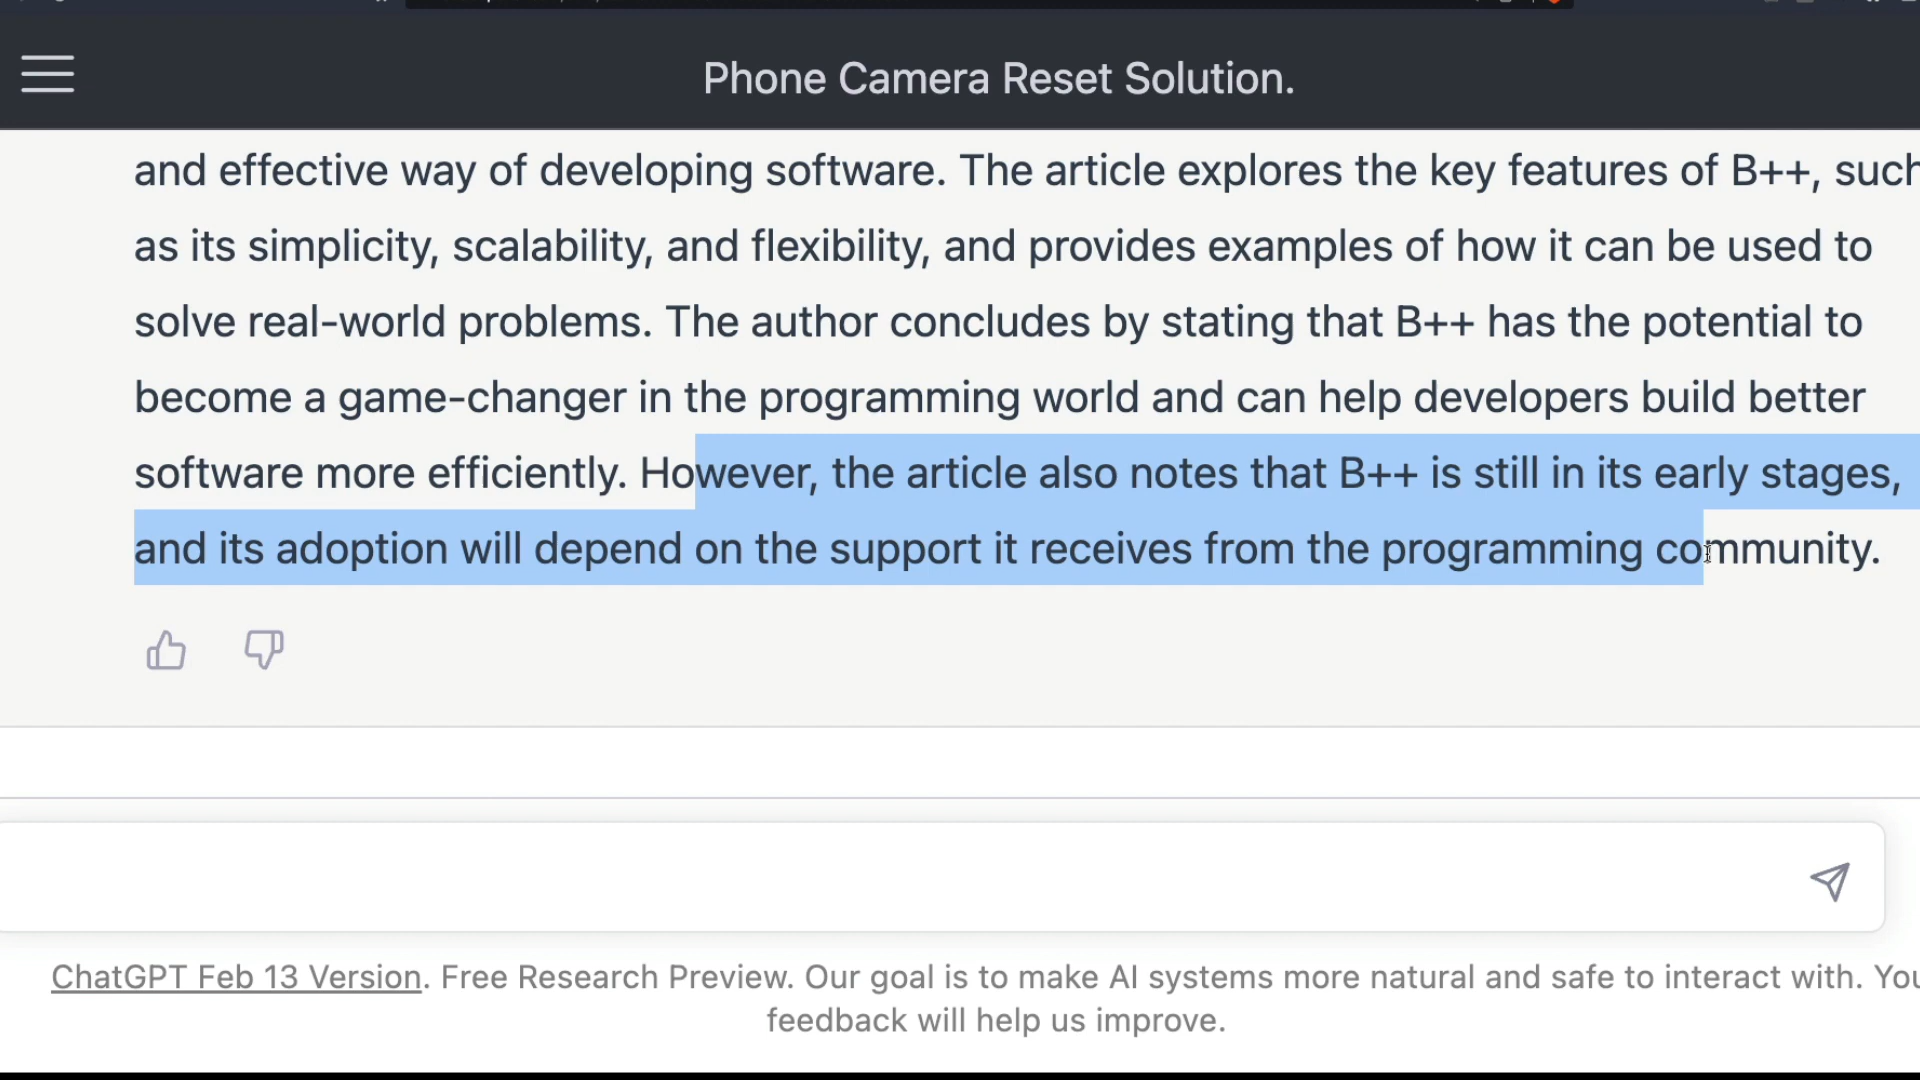 Phone Camera Reset Solution.
and effective way of developing software. The article explores the key features of B++, such
as its simplicity, scalability, and flexibility, and provides examples of how it can be used to
solve real-world problems. The author concludes by stating that B++ has the potential to
become a game-changer in the programming world and can help developers build better
software more efficiently. However, the article also notes that B++ is still in its early stages,
and its adoption will depend on the support it receives from the programming community.
ChatGPT Feb 13 Version. Free Research Preview. Our goal is to make AI systems more natural and safe to interact with. You
feedback will help us improve.